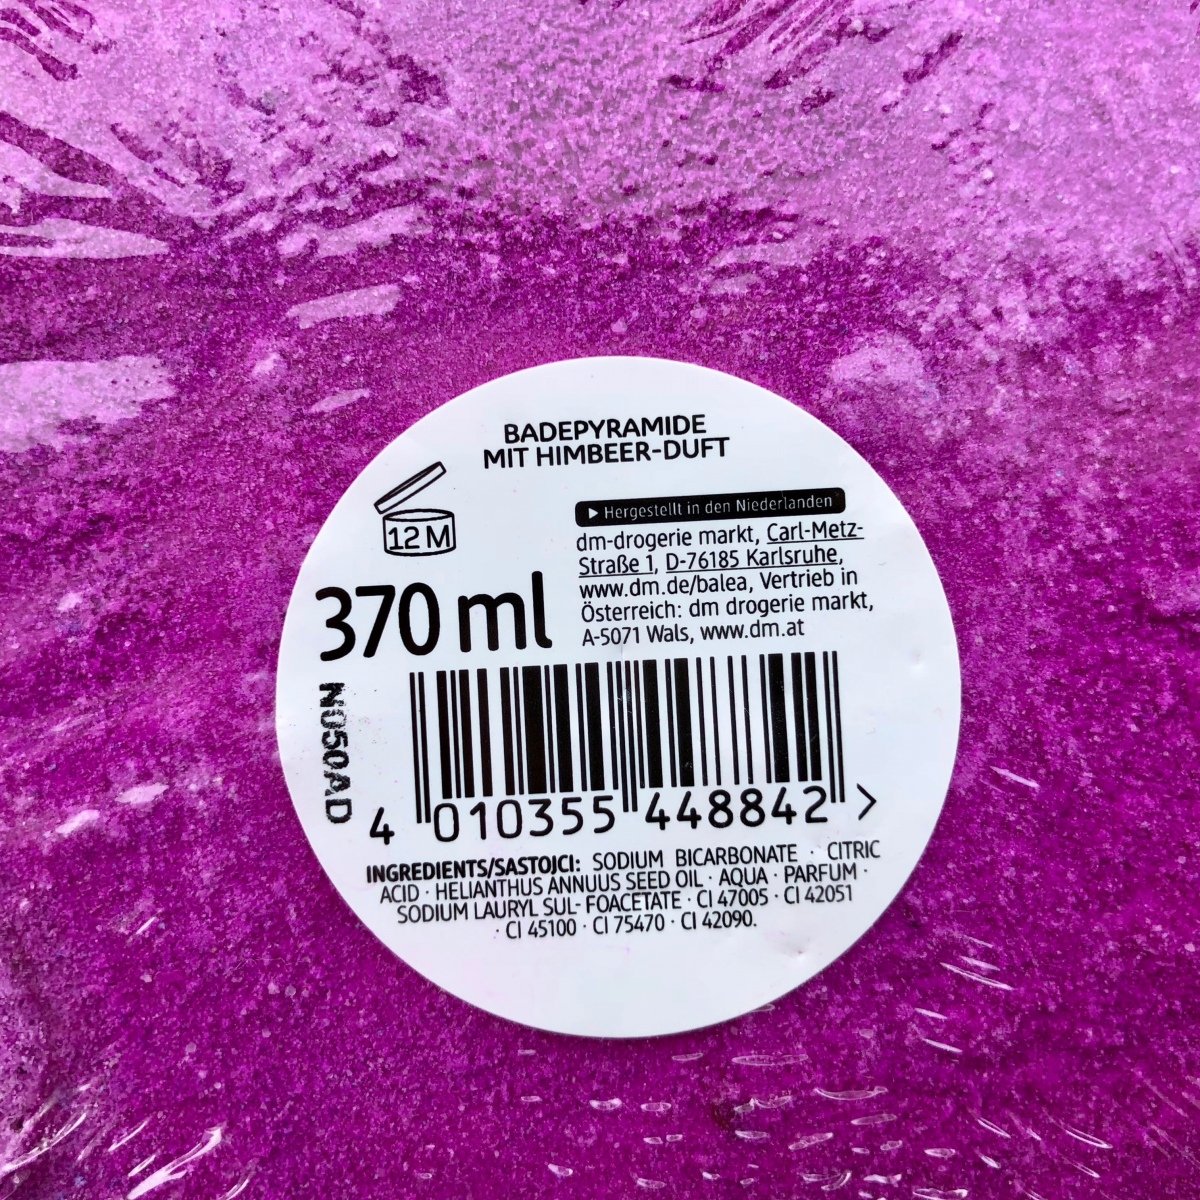 BADEPYRAMIDE
MIT HIMBEER-DUFT
12 M
▶ Hergestellt in den Niederlanden
dm-drogerie markt, Carl-Metz-
Straße 1, D-76185 Karlsruhe,
www.dm.de/balea, Vertrieb in
Österreich: dm drogerie markt,
A-5071 Wals, www.dm.at
370 ml
NU50AD
4 010355 448842 >
INGREDIENTS/SASTOJCI: SODIUM BICARBONATE · CITRIC
ACID · HELIANTHUS ANNUUS SEED OIL · AQUA · PARFUM ·
SODIUM LAURYL SUL- FOACETATE · CI 47005 · CI 42051
· CI 45100 · CI 75470 · CI 42090.